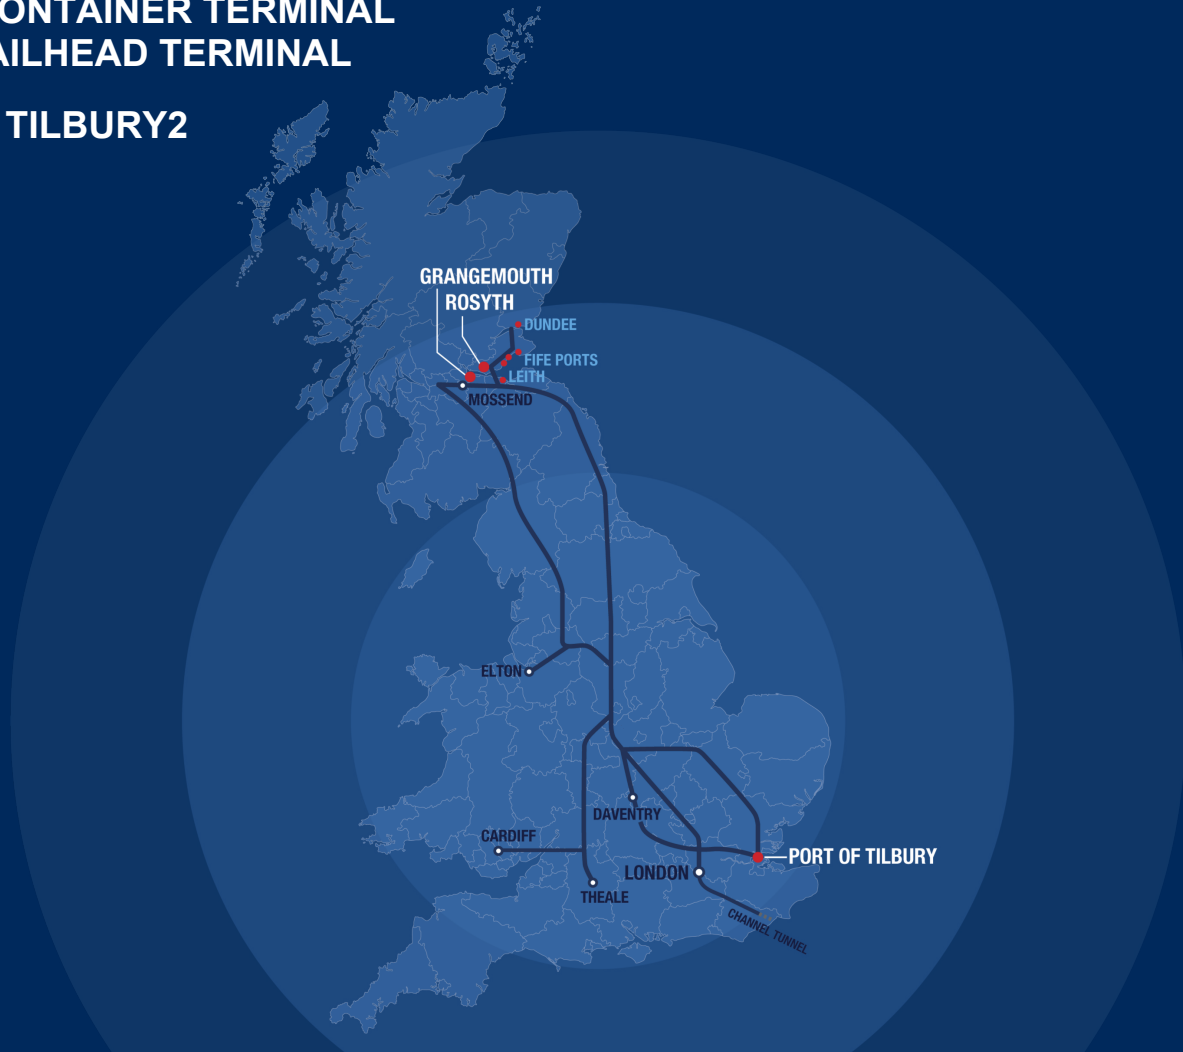 ONTAINER TERMINAL
AILHEAD TERMINAL
TILBURY2
GRANGEMOUTH
ROSYTH
DUNDEE
FIFE PORTS
LEITH
MOSSEND
ELTON
DAVENTRY
CARDIFF
PORT OF TILBURY
LONDON
THEALE
CHANNEL TUNNEL